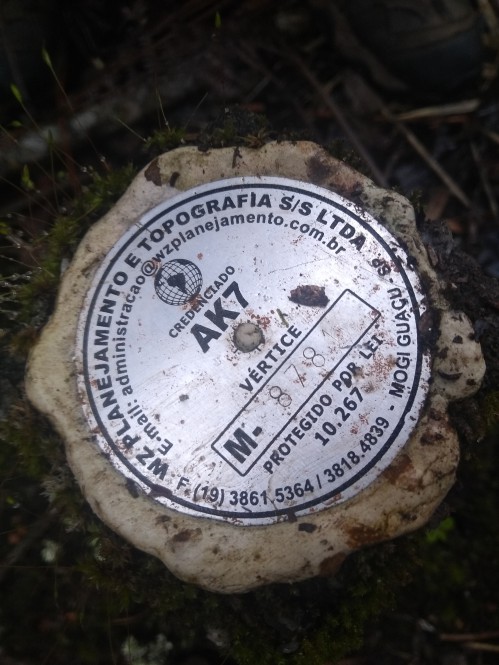 WZ PLANEJAMENTO E TOPOGRAFIA S/S LTDA
E-mail: administracao@wzplanejamento.com.br
CREDENCIADO
AK7
VÉRTICE
M- 878
PROTEGIDO POR LEI
10.267
F. (19) 3861.5364 / 3818.4839 - MOGI GUAÇU